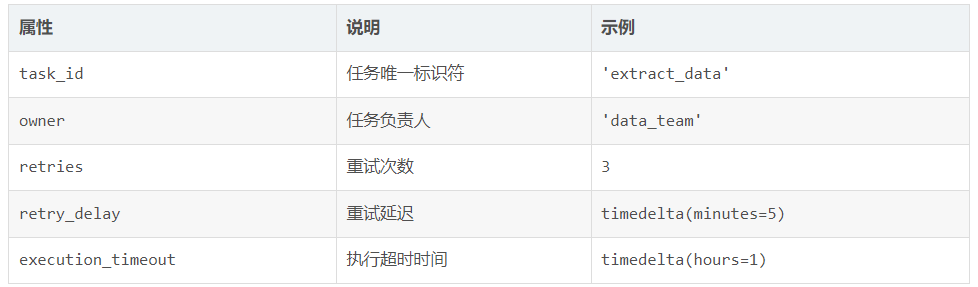 属性 说明 示例
task_id 任务唯一标识符 'extract_data'
owner 任务负责人 'data_team'
retries 重试次数 3
retry_delay 重试延迟 timedelta(minutes=5)
execution_timeout 执行超时时间 timedelta(hours=1)